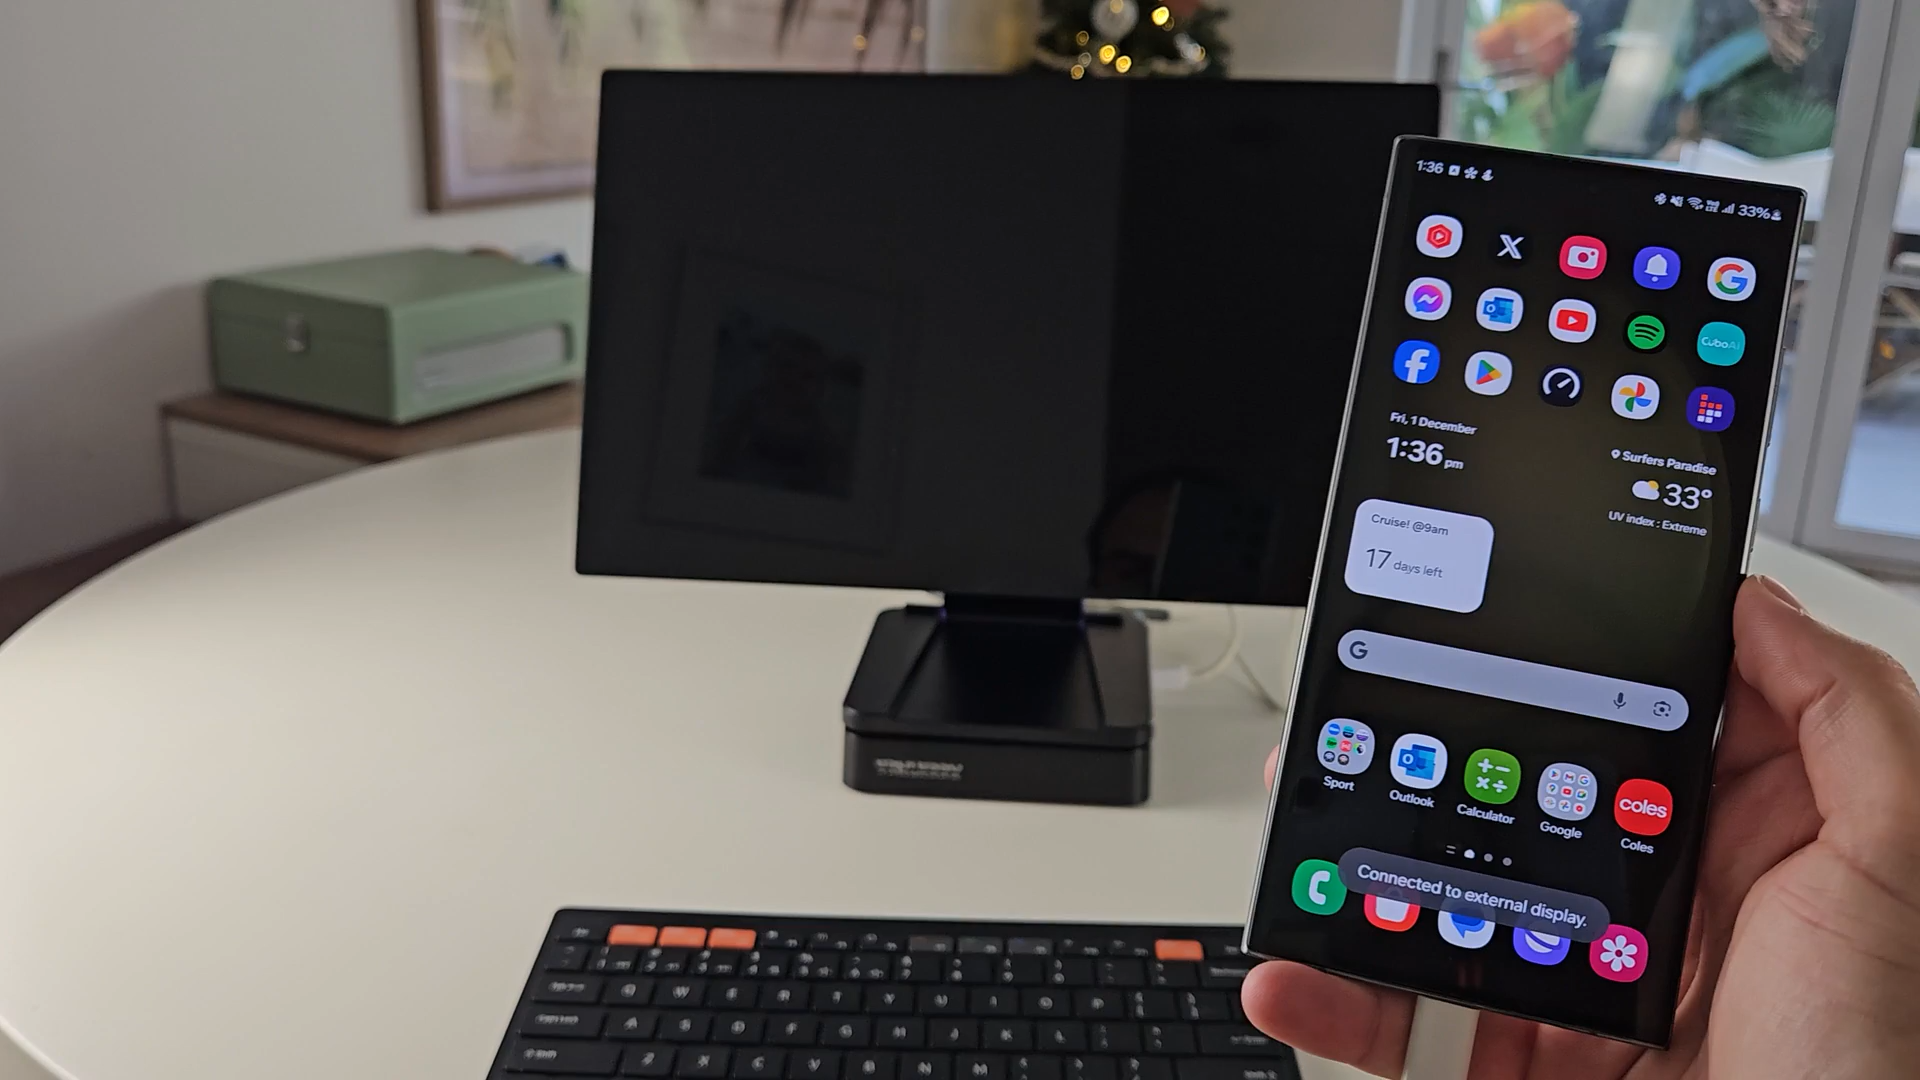 1:36
33%
CuboAi
Fri, 1 December
1:36 pm
Surfers Paradise
33°
UV index : Extreme
Cruise! @9am
17 days left
G
Sport
Outlook
Calculator
Google
coles
Coles
Connected to external display.
Q W E R T Y U I O P
A S D F G H J K L
Z X C V B N M